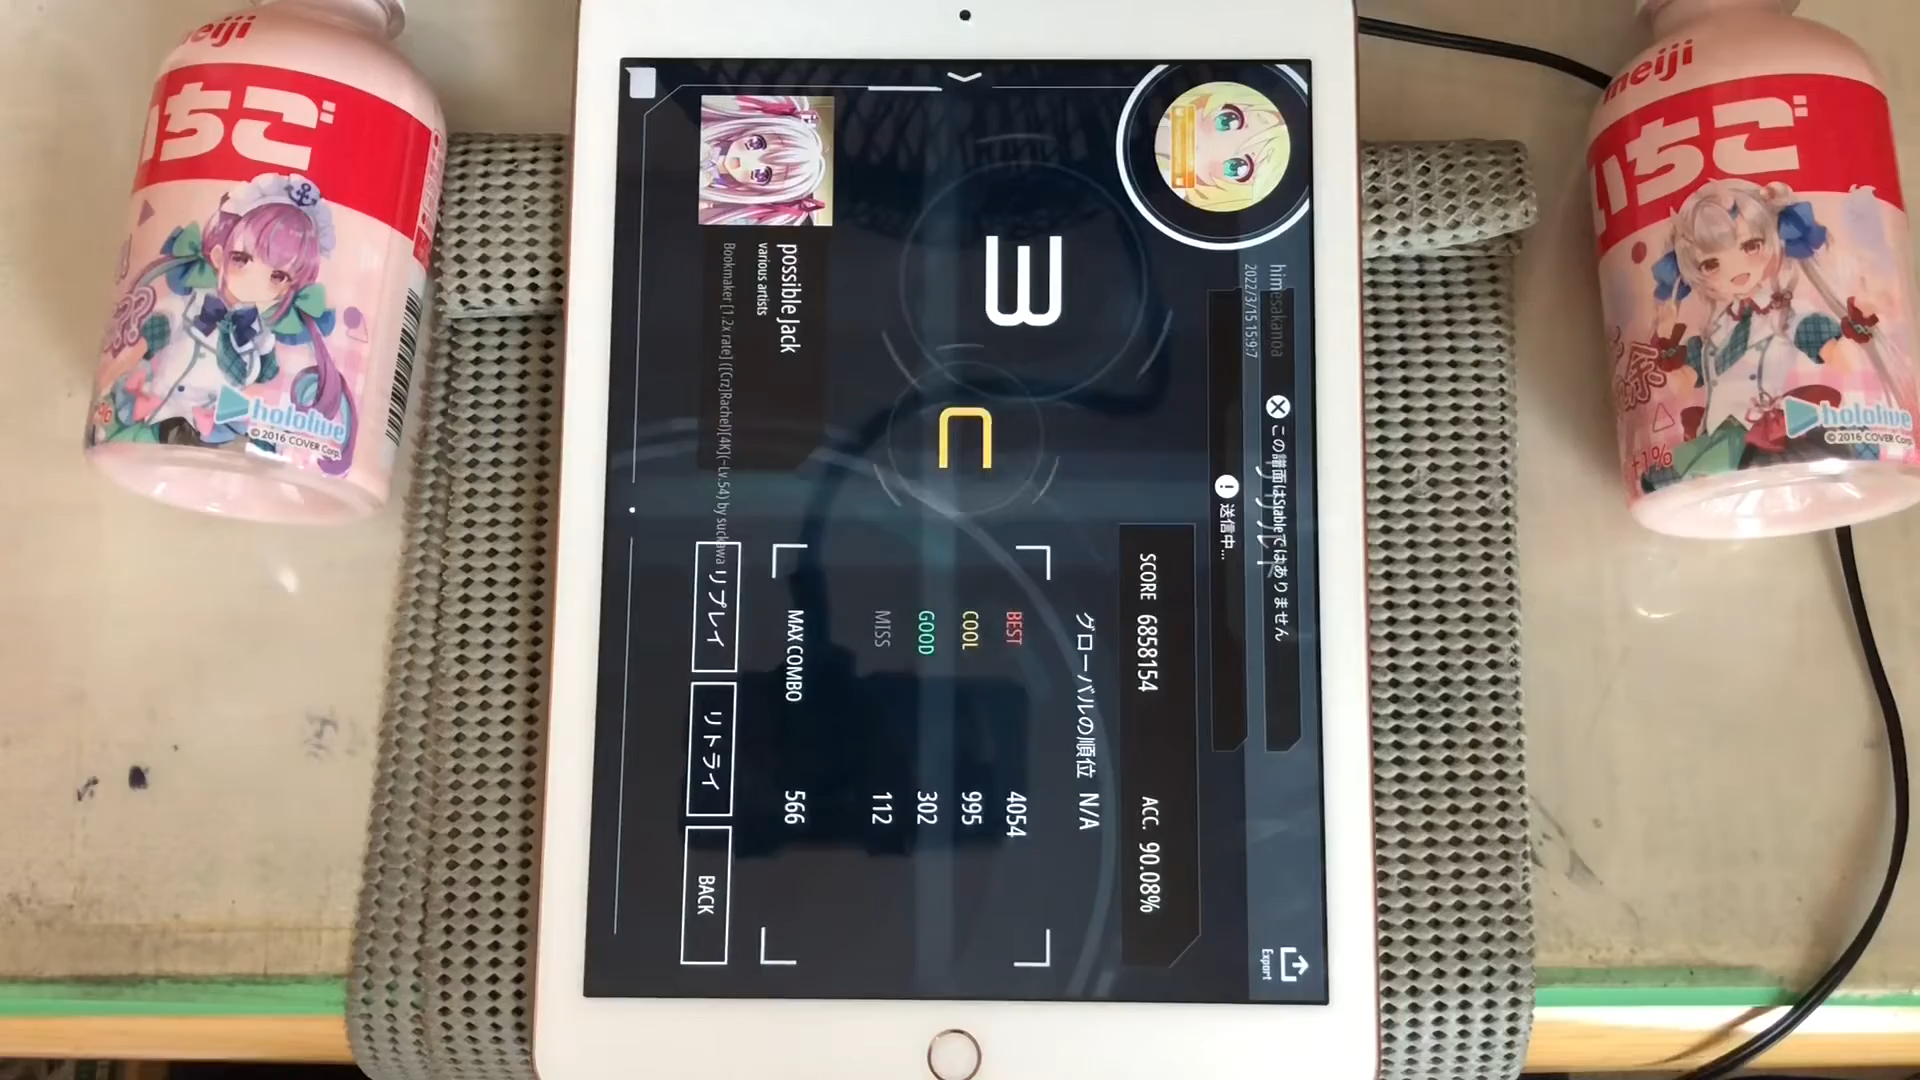 meiji
いちご
hololive
© 2016 COVER Corp.
himesakamoa
2022/3/15 15:9:7
この譜面はStableではありません
送信中...
Export
SCORE 6858154
ACC. 90.08%
グローバルの順位 N/A
BEST 4054
COOL 995
GOOD 302
MISS 112
MAX COMBO 566
possible Jack
various artists
Bookmaker [1.2x rate] ([Crz]Rachel)[4K](~Lv.54) by suckawa
リプレイ
リトライ
BACK
meiji
いちご
hololive
© 2016 COVER Corp.
+1%